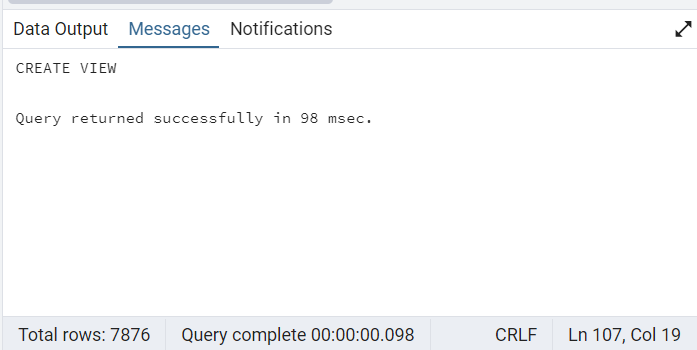 Data Output Messages Notifications
CREATE VIEW
Query returned successfully in 98 msec.
Total rows: 7876 Query complete 00:00:00.098 CRLF Ln 107, Col 19